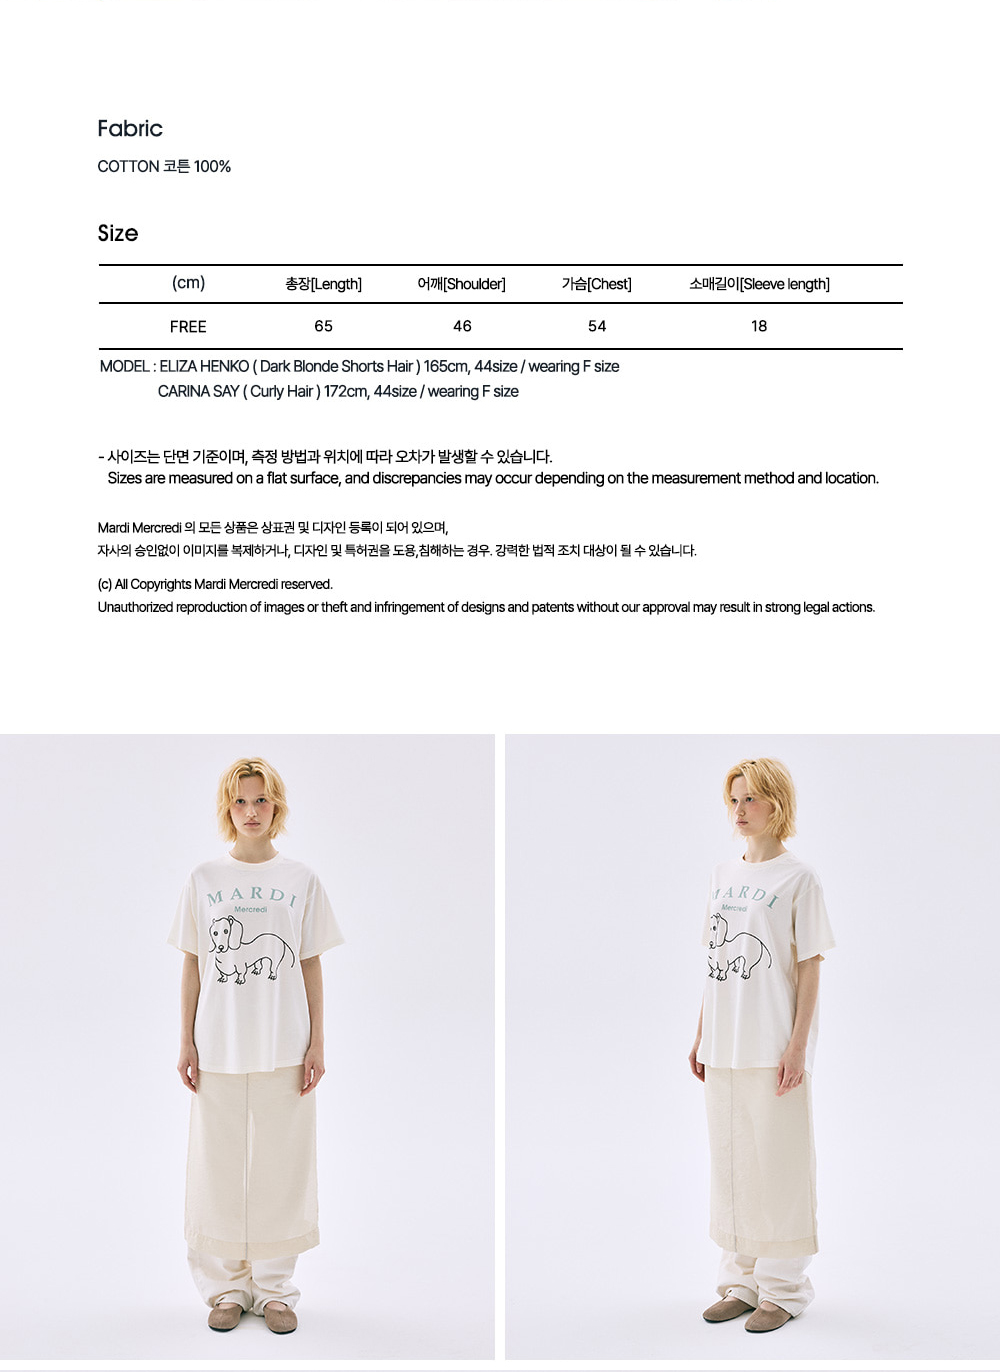 Fabric
COTTON 코튼 100%
Size
(cm) 총장[Length] 어깨[Shoulder] 가슴[Chest] 소매길이[Sleeve length]
FREE 65 46 54 18
MODEL : ELIZA HENKO ( Dark Blonde Shorts Hair ) 165cm, 44size / wearing F size
CARINA SAY ( Curly Hair ) 172cm, 44size / wearing F size
- 사이즈는 단면 기준이며, 측정 방법과 위치에 따라 오차가 발생할 수 있습니다.
Sizes are measured on a flat surface, and discrepancies may occur depending on the measurement method and location.
Mardi Mercredi 의 모든 상품은 상표권 및 디자인 등록이 되어 있으며,
자사의 승인없이 이미지를 복제하거나, 디자인 및 특허권을 도용,침해하는 경우. 강력한 법적 조치 대상이 될 수 있습니다.
(c) All Copyrights Mardi Mercredi reserved.
Unauthorized reproduction of images or theft and infringement of designs and patents without our approval may result in strong legal actions.
MARDI
Mercredi
MARDI
Mercredi